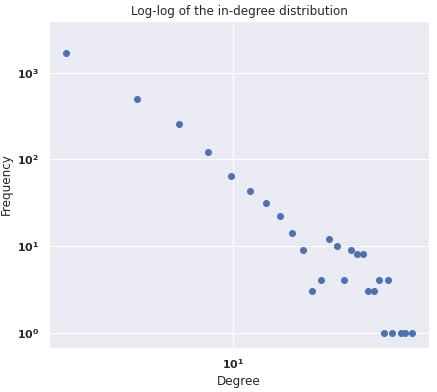 Log-log of the in-degree distribution
Frequency
10³
10²
10¹
10⁰
10¹
Degree